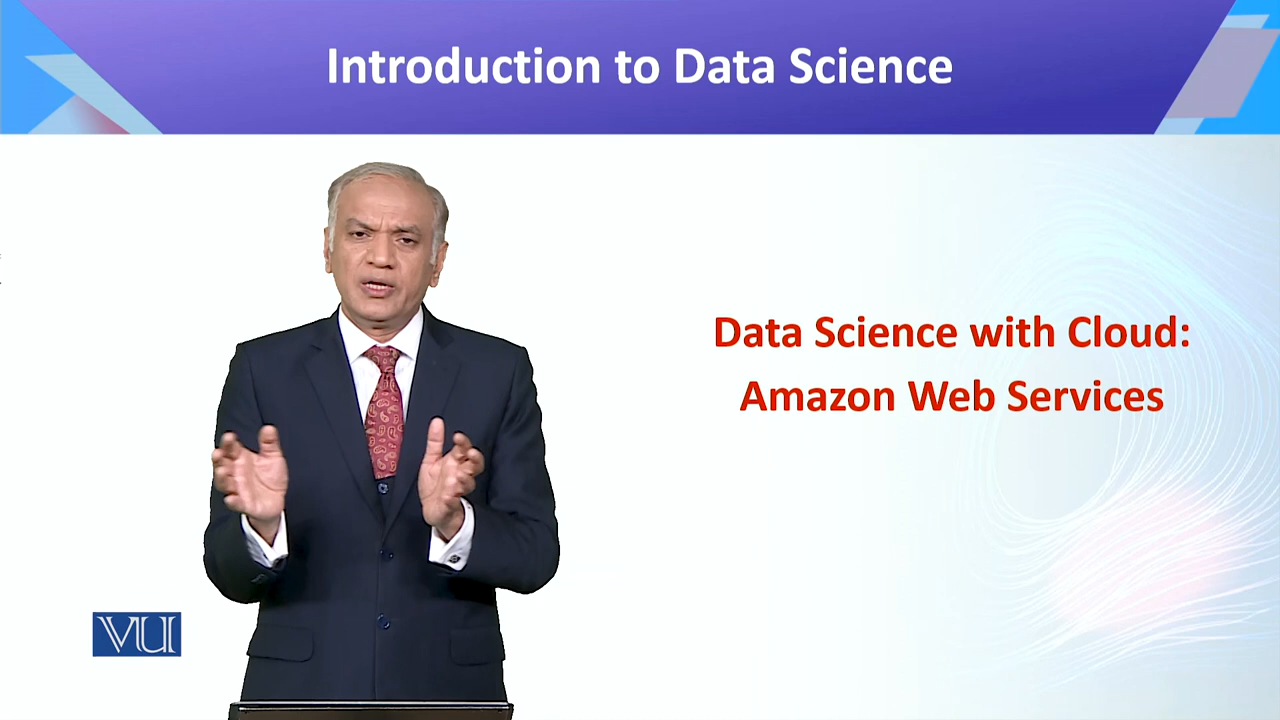 Introduction to Data Science
Data Science with Cloud:
Amazon Web Services
VU